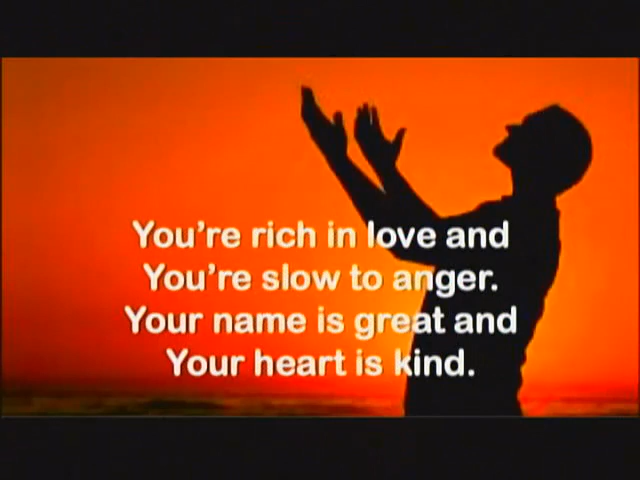 You're rich in love and
You're slow to anger.
Your name is great and
Your heart is kind.